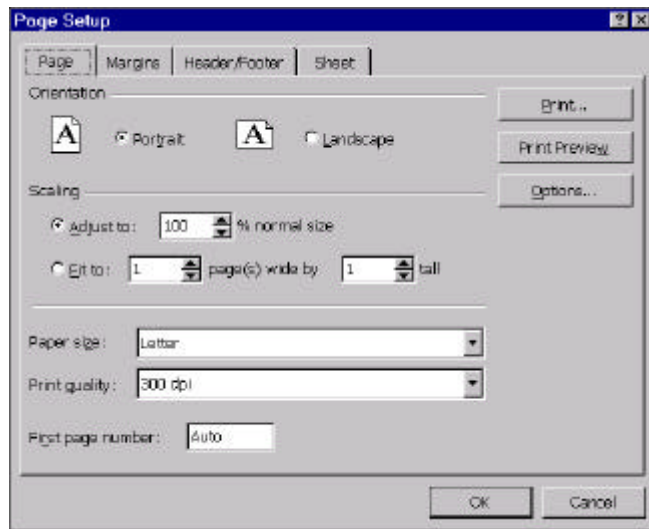 Page Setup
Page Margins Header/Footer Sheet
Orientation
A Portrait A Landscape
Print...
Print Preview
Options...
Scaling
Adjust to: 100 % normal size
Fit to: 1 page(s) wide by 1 tall
Paper size: Letter
Print quality: 300 dpi
First page number: Auto
OK Cancel